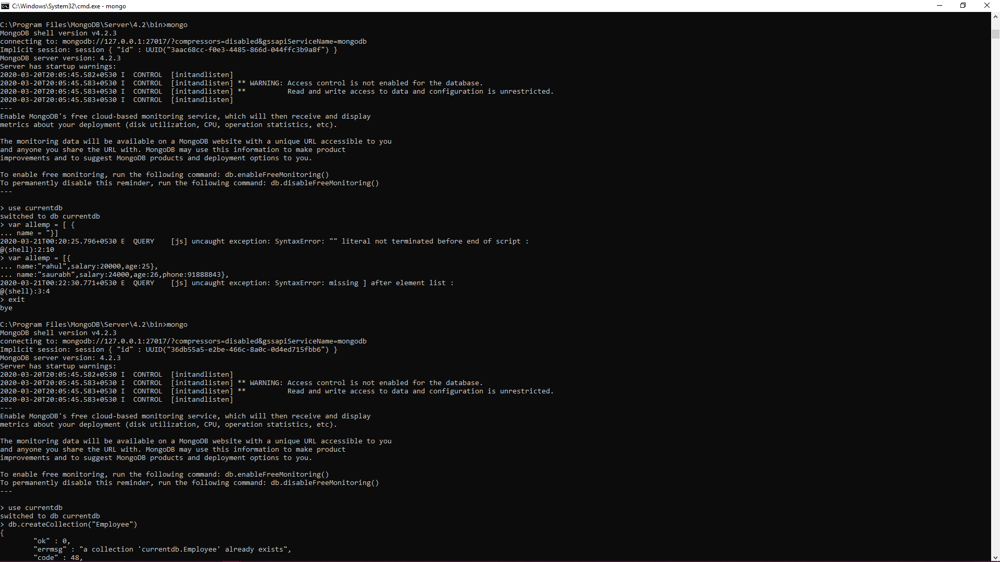 C:\Windows\System32\cmd.exe - mongo
C:\Program Files\MongoDB\Server\4.2\bin>mongo
MongoDB shell version v4.2.3
connecting to: mongodb://127.0.0.1:27017/?compressors=disabled&gssapiServiceName=mongodb
Implicit session: session { "id" : UUID("3aac68cc-f0e3-4485-866d-044ffc3b9a8f") }
MongoDB server version: 4.2.3
Server has startup warnings:
2020-03-20T20:05:45.582+0530 I  CONTROL  [initandlisten]
2020-03-20T20:05:45.583+0530 I  CONTROL  [initandlisten] ** WARNING: Access control is not enabled for the database.
2020-03-20T20:05:45.583+0530 I  CONTROL  [initandlisten] **          Read and write access to data and configuration is unrestricted.
2020-03-20T20:05:45.583+0530 I  CONTROL  [initandlisten]
---
Enable MongoDB's free cloud-based monitoring service, which will then receive and display
metrics about your deployment (disk utilization, CPU, operation statistics, etc).
The monitoring data will be available on a MongoDB website with a unique URL accessible to you
and anyone you share the URL with. MongoDB may use this information to make product
improvements and to suggest MongoDB products and deployment options to you.
To enable free monitoring, run the following command: db.enableFreeMonitoring()
To permanently disable this reminder, run the following command: db.disableFreeMonitoring()
---
> use currentdb
switched to db currentdb
> var allemp = [ {
... name = "}]
2020-03-21T00:20:25.796+0530 E  QUERY    [js] uncaught exception: SyntaxError: "" literal not terminated before end of script :
@(shell):2:10
> var allemp = [{
... name:"rahul",salary:20000,age:25},
... name:"saurabh",salary:24000,age:26,phone:91888843},
2020-03-21T00:22:30.771+0530 E  QUERY    [js] uncaught exception: SyntaxError: missing ] after element list :
@(shell):3:4
> exit
bye
C:\Program Files\MongoDB\Server\4.2\bin>mongo
MongoDB shell version v4.2.3
connecting to: mongodb://127.0.0.1:27017/?compressors=disabled&gssapiServiceName=mongodb
Implicit session: session { "id" : UUID("36db55a5-e2be-466c-8a0c-0d4ed715fbb6") }
MongoDB server version: 4.2.3
Server has startup warnings:
2020-03-20T20:05:45.582+0530 I  CONTROL  [initandlisten]
2020-03-20T20:05:45.583+0530 I  CONTROL  [initandlisten] ** WARNING: Access control is not enabled for the database.
2020-03-20T20:05:45.583+0530 I  CONTROL  [initandlisten] **          Read and write access to data and configuration is unrestricted.
2020-03-20T20:05:45.583+0530 I  CONTROL  [initandlisten]
---
Enable MongoDB's free cloud-based monitoring service, which will then receive and display
metrics about your deployment (disk utilization, CPU, operation statistics, etc).
The monitoring data will be available on a MongoDB website with a unique URL accessible to you
and anyone you share the URL with. MongoDB may use this information to make product
improvements and to suggest MongoDB products and deployment options to you.
To enable free monitoring, run the following command: db.enableFreeMonitoring()
To permanently disable this reminder, run the following command: db.disableFreeMonitoring()
---
> use currentdb
switched to db currentdb
> db.createCollection("Employee")
{
"ok" : 0,
"errmsg" : "a collection 'currentdb.Employee' already exists",
"code" : 48,